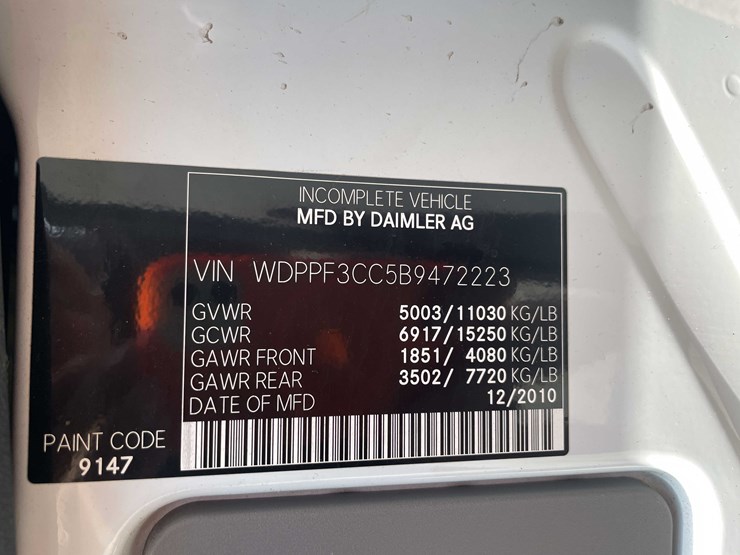 INCOMPLETE VEHICLE
MFD BY DAIMLER AG
VIN WDPPF3CC5B9472223
GVWR 5003/11030 KG/LB
GCWR 6917/15250 KG/LB
GAWR FRONT 1851/ 4080 KG/LB
GAWR REAR 3502/ 7720 KG/LB
DATE OF MFD 12/2010
PAINT CODE
9147